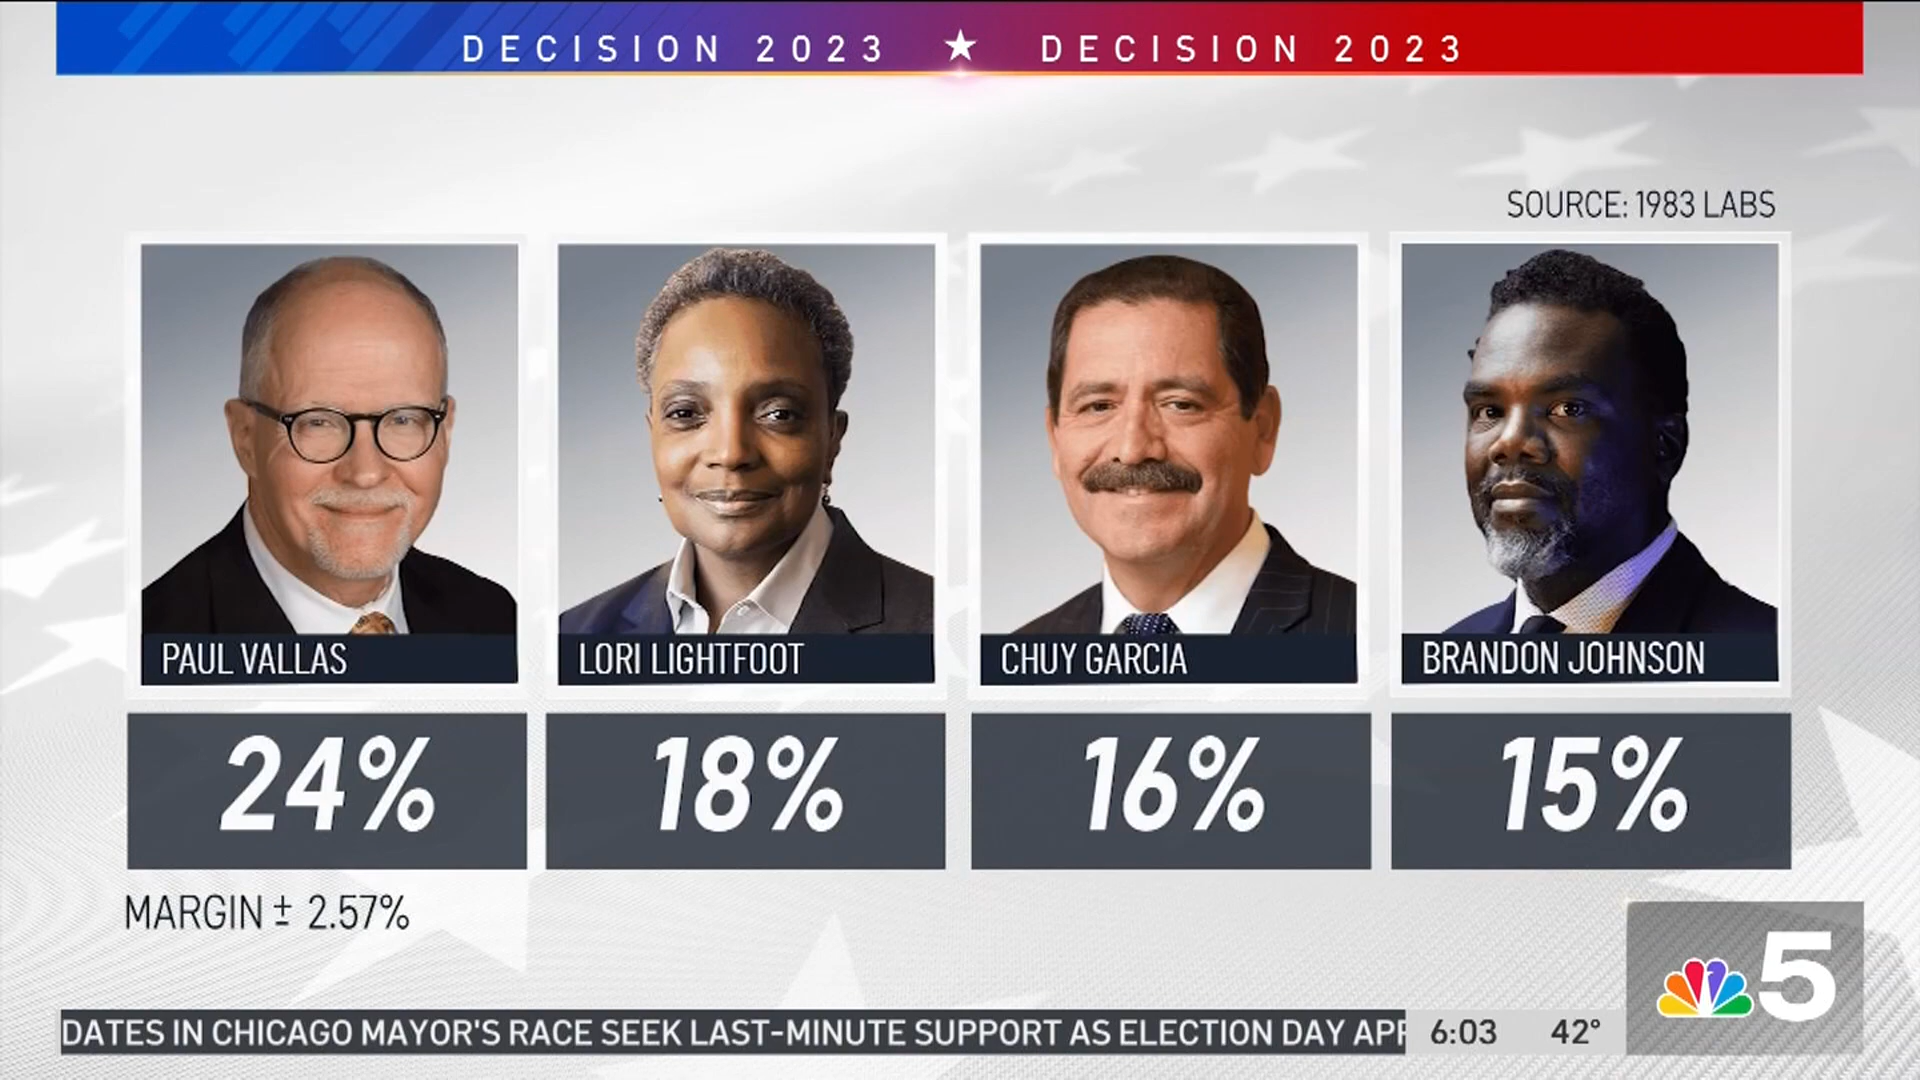 DECISION 2023 ★ DECISION 2023
SOURCE: 1983 LABS
PAUL VALLAS
LORI LIGHTFOOT
CHUY GARCIA
BRANDON JOHNSON
24%
18%
16%
15%
MARGIN ± 2.57%
5
DATES IN CHICAGO MAYOR'S RACE SEEK LAST-MINUTE SUPPORT AS ELECTION DAY APP
6:03 42°